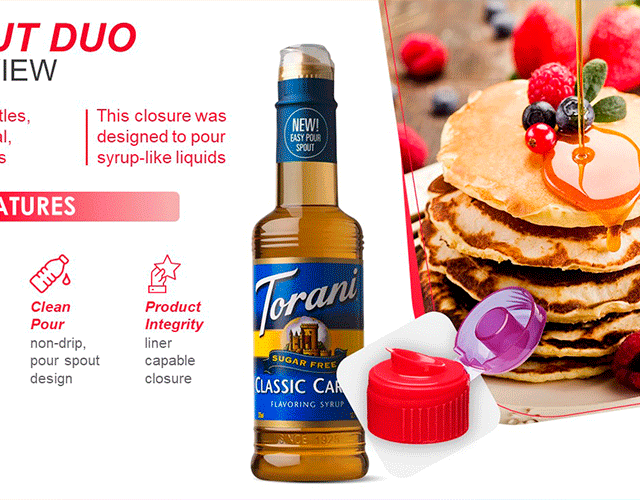 UT DUO
IEW
tles,
al,
s
This closure was
designed to pour
syrup-like liquids
ATURES
Clean
Pour
non-drip,
pour spout
design
Product
Integrity
liner
capable
closure
NEW!
EASY POUR
SPOUT
Torani
SUGAR FREE
CLASSIC CAR
FLAVORING SYRUP
SINCE 1925